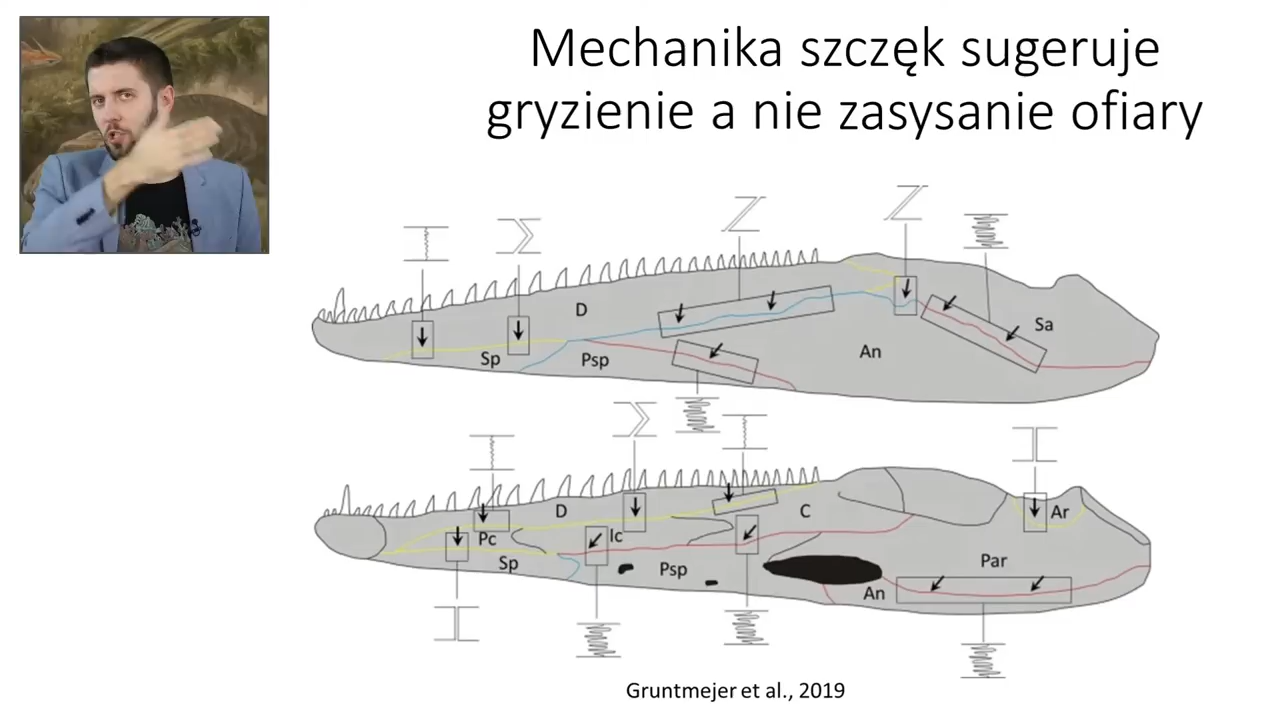 Mechanika szczęk sugeruje
gryzienie a nie zasysanie ofiary
D
Sp
Psp
An
Sa
D
Pc
Sp
Ic
Psp
C
An
Par
Ar
Gruntmejer et al., 2019